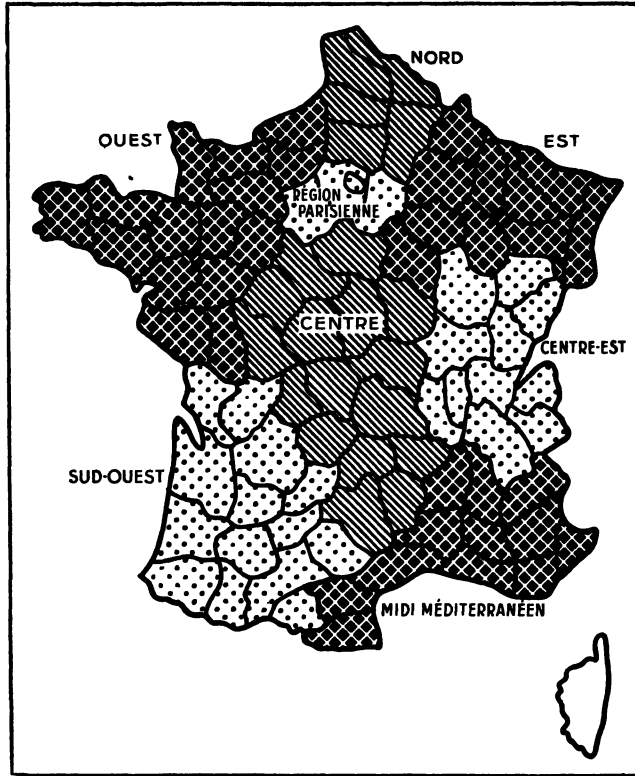 NORD
OUEST
EST
RÉGION
PARISIENNE
CENTRE
CENTRE-EST
SUD-OUEST
MIDI MÉDITERRANÉEN